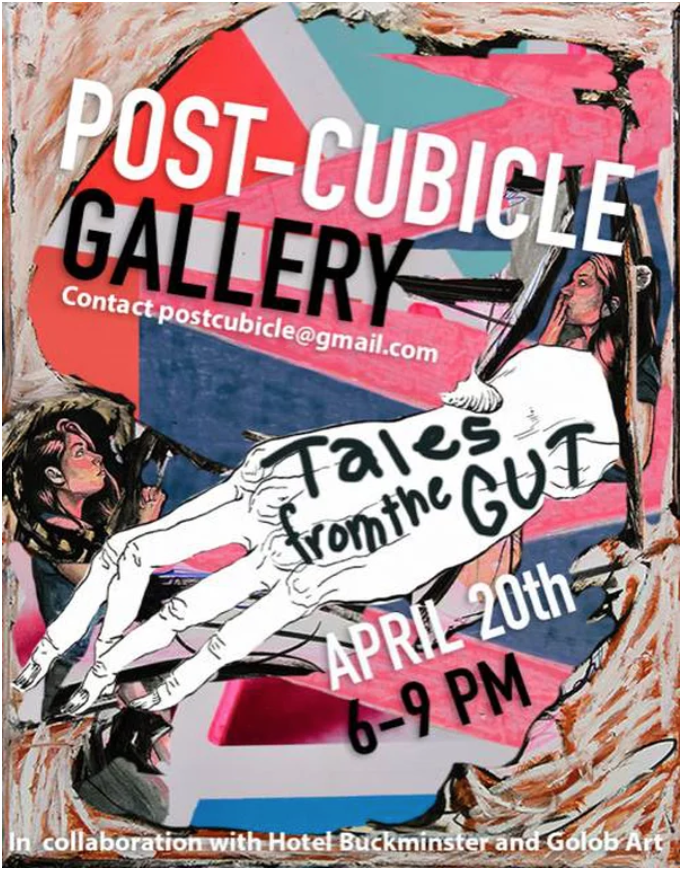 POST-CUBICLE
GALLERY
Contact postcubicle@gmail.com
Tales
from the GUT
APRIL 20th
6-9 PM
In collaboration with Hotel Buckminster and Golob Art